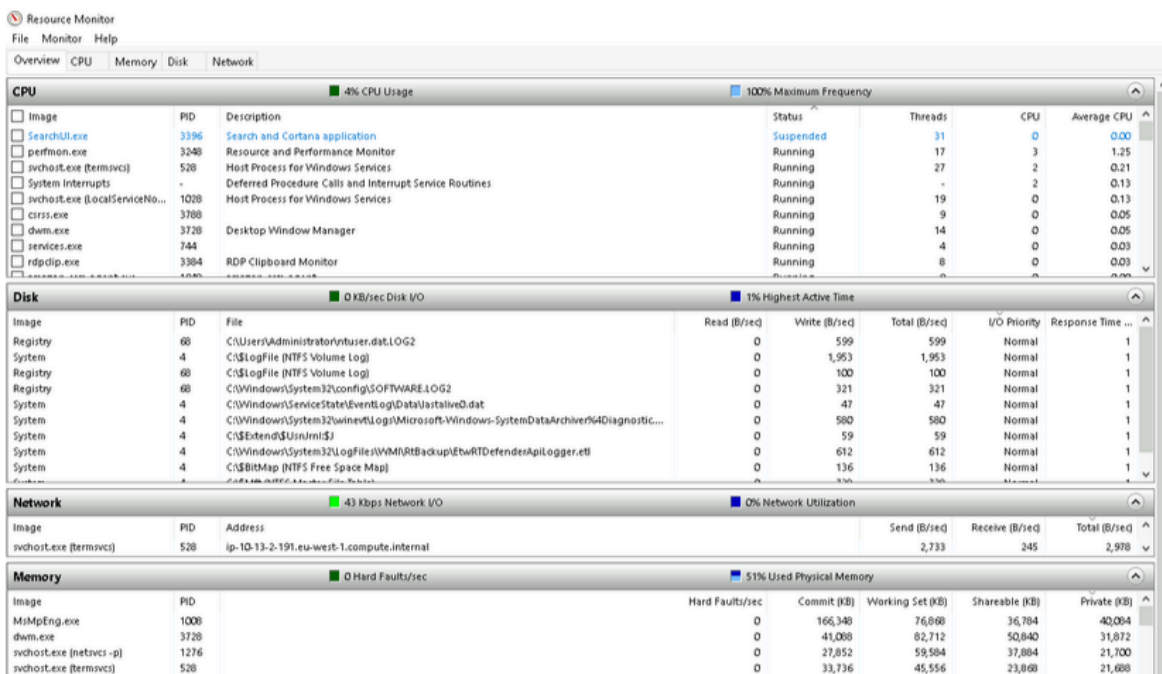 Resource Monitor
File Monitor Help
Overview CPU Memory Disk Network
CPU 4% CPU Usage 100% Maximum Frequency
Image PID Description Status Threads CPU Average CPU
SearchUI.exe 3396 Search and Cortana application Suspended 31 0 0.00
perfmon.exe 3248 Resource and Performance Monitor Running 17 3 1.25
svchost.exe (termsvcs) 528 Host Process for Windows Services Running 27 2 0.21
System Interrupts - Deferred Procedure Calls and Interrupt Service Routines Running - 2 0.13
svchost.exe (LocalServiceNo... 1028 Host Process for Windows Services Running 19 0 0.13
csrss.exe 3788 Running 9 0 0.05
dwm.exe 3728 Desktop Window Manager Running 14 0 0.05
services.exe 744 Running 4 0 0.03
rdpclip.exe 3384 RDP Clipboard Monitor Running 8 0 0.03
Disk 0 KB/sec Disk I/O 1% Highest Active Time
Image PID File Read (B/sec) Write (B/sec) Total (B/sec) I/O Priority Response Time ...
Registry 68 C:\Users\Administrator\ntuser.dat.LOG2 0 599 599 Normal 1
System 4 C:\$LogFile (NTFS Volume Log) 0 1,953 1,953 Normal 1
Registry 68 C:\$LogFile (NTFS Volume Log) 0 100 100 Normal 1
Registry 68 C:\Windows\System32\config\SOFTWARE.LOG2 0 321 321 Normal 1
System 4 C:\Windows\ServiceState\EventLog\Data\lastalive0.dat 0 47 47 Normal 1
System 4 C:\Windows\System32\winevt\Logs\Microsoft-Windows-SystemDataArchiver%4Diagnostic.... 0 580 580 Normal 1
System 4 C:\$Extend\$UsnJrnl:$J 0 59 59 Normal 1
System 4 C:\Windows\System32\LogFiles\WMI\RtBackup\EtwRTDefenderApiLogger.etl 0 612 612 Normal 1
System 4 C:\$BitMap (NTFS Free Space Map) 0 136 136 Normal 1
Network 43 Kbps Network I/O 0% Network Utilization
Image PID Address Send (B/sec) Receive (B/sec) Total (B/sec)
svchost.exe (termsvcs) 528 ip-10-13-2-191.eu-west-1.compute.internal 2,733 245 2,978
Memory 0 Hard Faults/sec 51% Used Physical Memory
Image PID Hard Faults/sec Commit (KB) Working Set (KB) Shareable (KB) Private (KB)
MsMpEng.exe 1008 0 166,348 76,868 36,784 40,084
dwm.exe 3728 0 41,088 82,712 50,840 31,872
svchost.exe (netsvcs -p) 1276 0 27,852 59,584 37,884 21,700
svchost.exe (termsvcs) 528 0 33,736 45,556 23,868 21,688